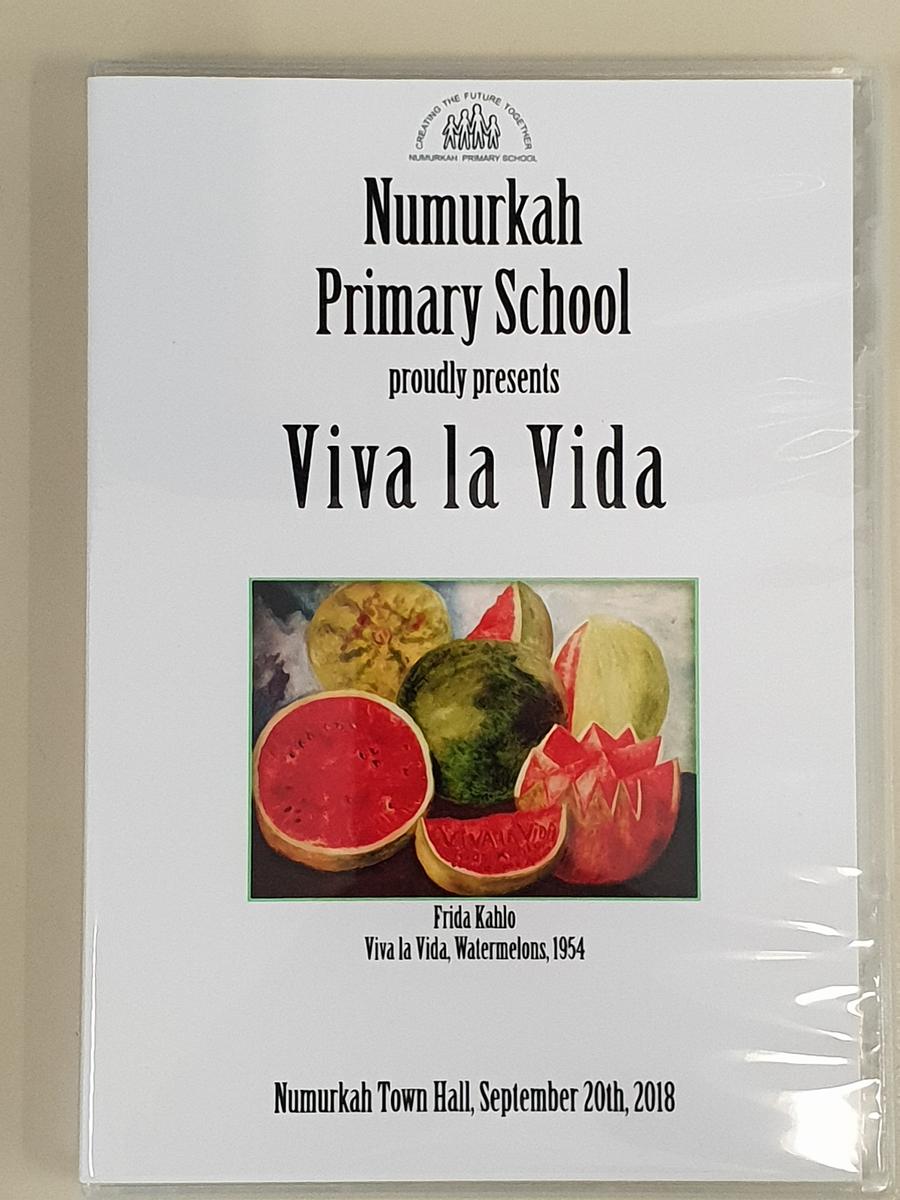 CREATING THE FUTURE TOGETHER
NUMURKAH PRIMARY SCHOOL
Numurkah
Primary School
proudly presents
Viva la Vida
VIVA LA VIDA
Frida Kahlo
Viva la Vida, Watermelons, 1954
Numurkah Town Hall, September 20th, 2018